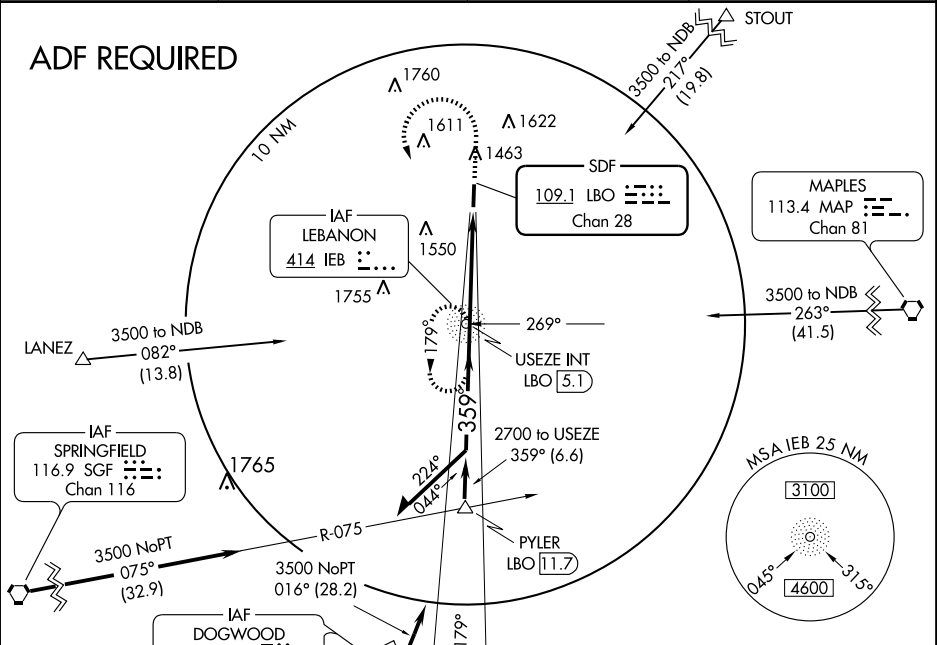 ADF REQUIRED
STOUT
3500 to NDB
217°
(19.8)
10 NM
1760
1611
1622
1463
SDF
109.1 LBO
Chan 28
MAPLES
113.4 MAP
Chan 81
IAF
LEBANON
414 IEB
1550
1755
3500 to NDB
263°
(41.5)
LANEZ
3500 to NDB
082°
(13.8)
179°
269°
USEZE INT
LBO 5.1
359°
2700 to USEZE
359° (6.6)
IAF
SPRINGFIELD
116.9 SGF
Chan 116
1765
224°
044°
MSA IEB 25 NM
3100
045°
315°
4600
R-075
3500 NoPT
075°
(32.9)
PYLER
LBO 11.7
3500 NoPT
016° (28.2)
IAF
DOGWOOD
179°